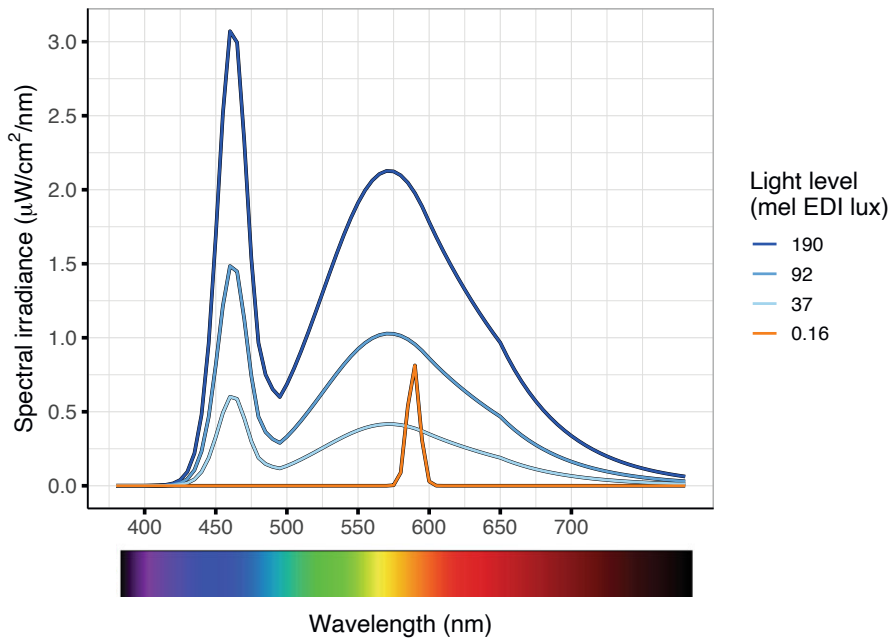 Spectral irradiance (μW/cm²/nm)
3.0
2.5
2.0
1.5
1.0
0.5
0.0
400 450 500 550 600 650 700
Wavelength (nm)
Light level
(mel EDI lux)
190
92
37
0.16